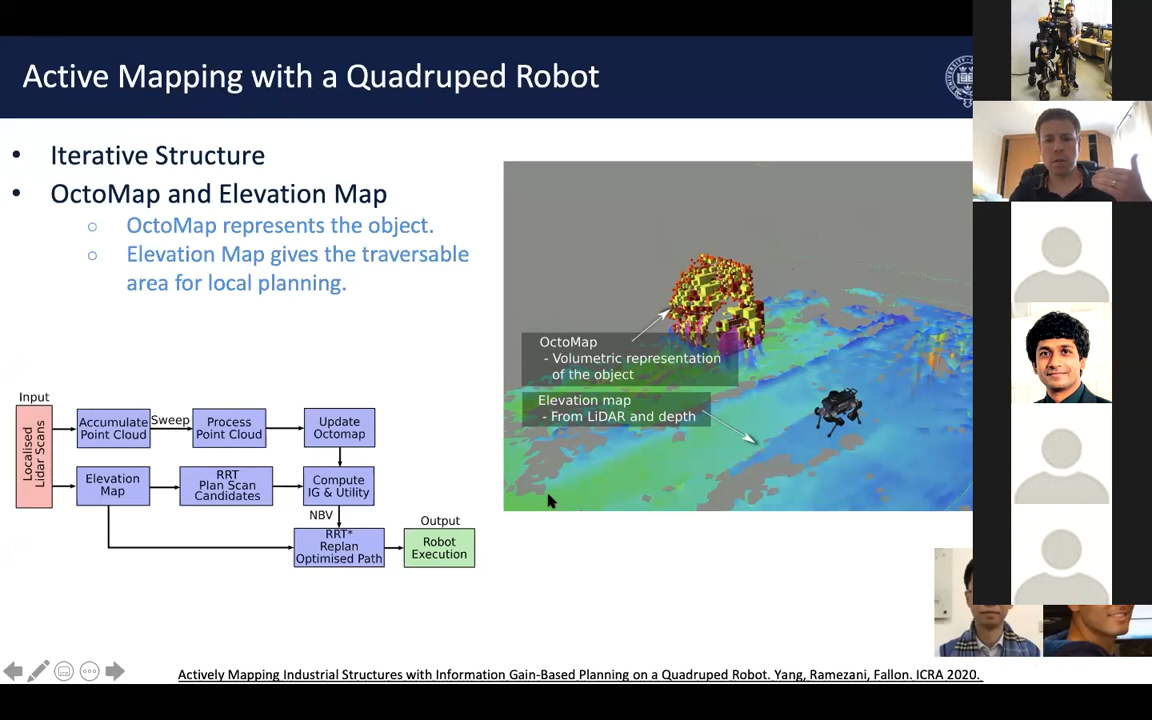 Active Mapping with a Quadruped Robot
• Iterative Structure
• OctoMap and Elevation Map
○ OctoMap represents the object.
○ Elevation Map gives the traversable
area for local planning.
OctoMap
- Volumetric representation
of the object
Elevation map
- From LiDAR and depth
Input
Localised
Lidar Scans
Accumulate
Point Cloud
Sweep
Process
Point Cloud
Update
Octomap
Elevation
Map
RRT
Plan Scan
Candidates
Compute
IG & Utility
NBV
RRT*
Replan
Optimised Path
Output
Robot
Execution
Actively Mapping Industrial Structures with Information Gain-Based Planning on a Quadruped Robot. Yang, Ramezani, Fallon. ICRA 2020.